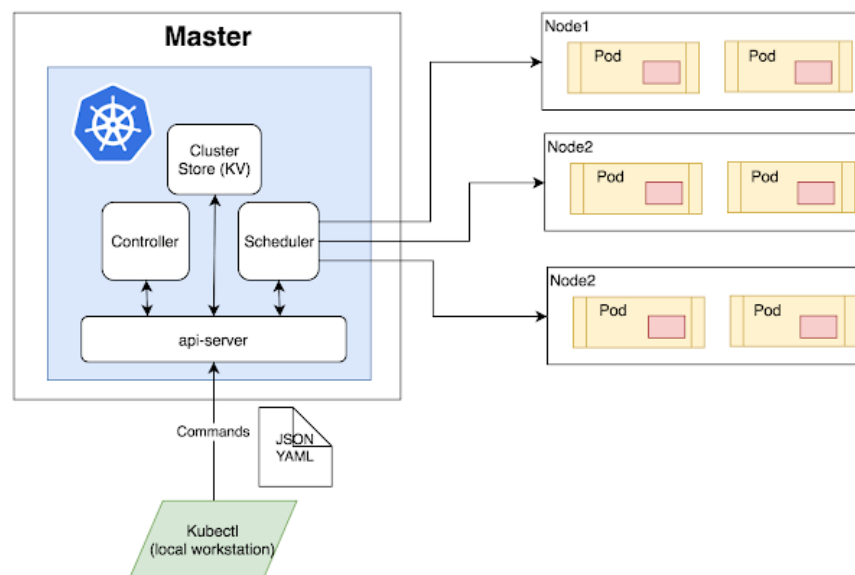 Master
Cluster
Store (KV)
Controller
Scheduler
api-server
Commands
JSON
YAML
Kubectl
(local workstation)
Node1
Pod
Pod
Node2
Pod
Pod
Node2
Pod
Pod